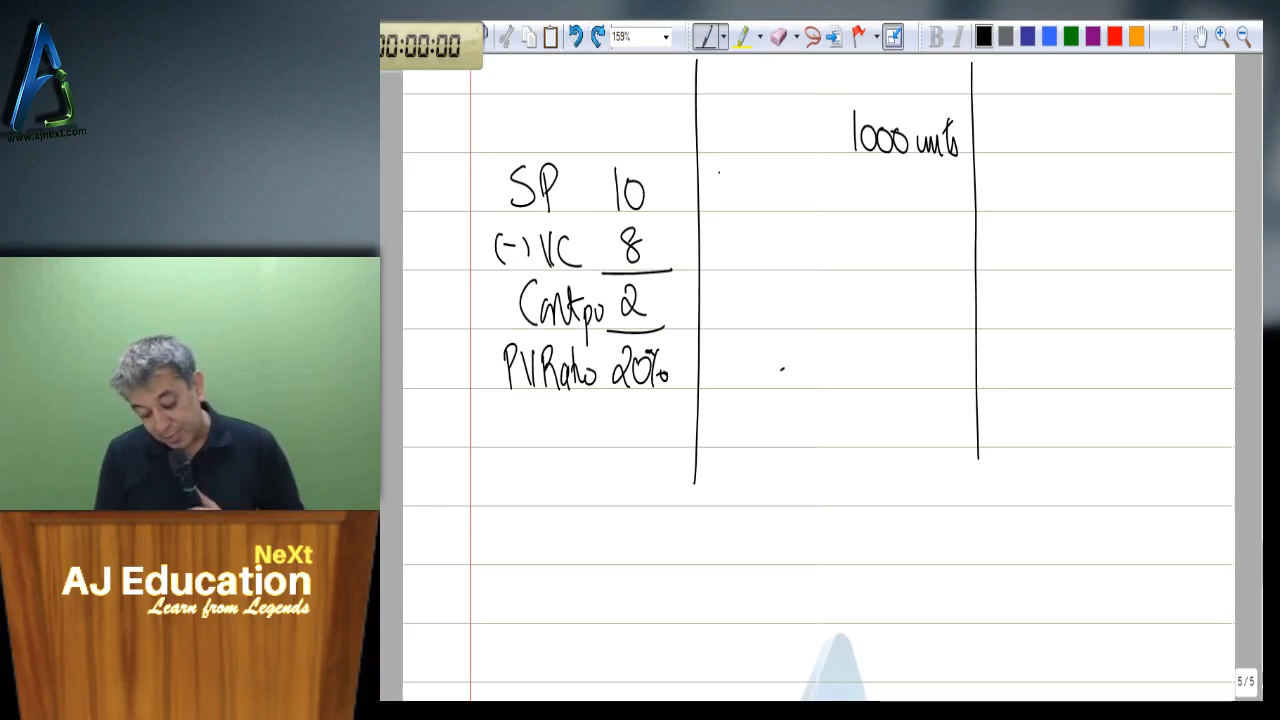 www.ajnext.com
00:00:00
159%
B I
1000 units
SP 10
(-) VC 8
Contpu 2
PV Ratio 20%
NeXt
AJ Education
Learn from Legends
5/5